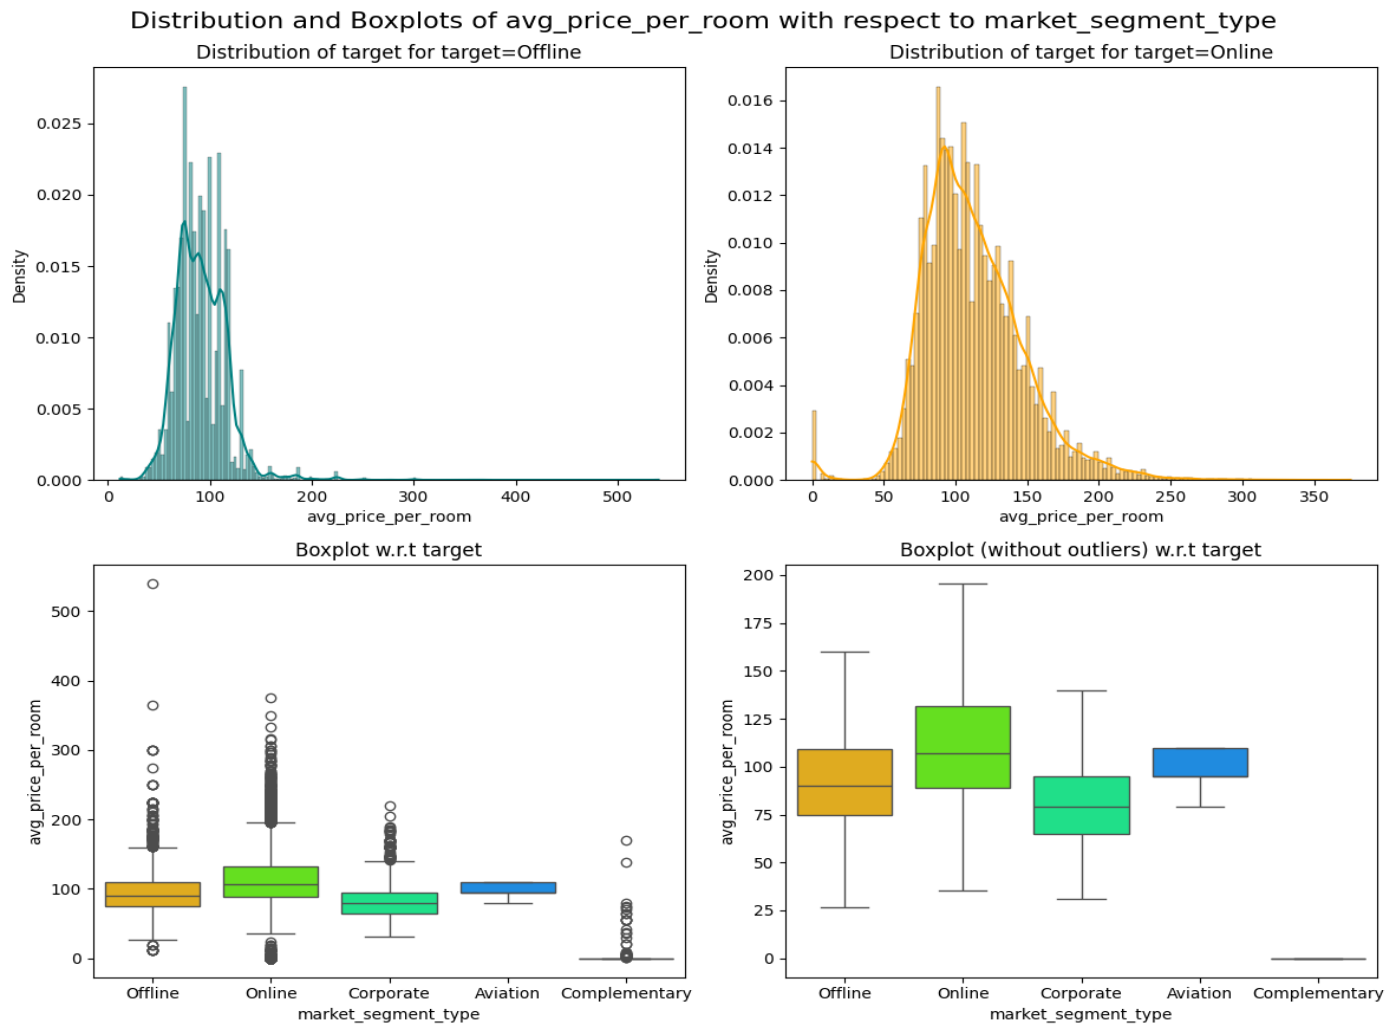 Distribution and Boxplots of avg_price_per_room with respect to market_segment_type
Distribution of target for target=Offline
0.025
0.020
0.015
0.010
0.005
0.000
Density
0 100 200 300 400 500
avg_price_per_room
Distribution of target for target=Online
0.016
0.014
0.012
0.010
0.008
0.006
0.004
0.002
0.000
Density
0 50 100 150 200 250 300 350
avg_price_per_room
Boxplot w.r.t target
500
400
300
200
100
0
avg_price_per_room
Offline Online Corporate Aviation Complementary
market_segment_type
Boxplot (without outliers) w.r.t target
200
175
150
125
100
75
50
25
0
avg_price_per_room
Offline Online Corporate Aviation Complementary
market_segment_type